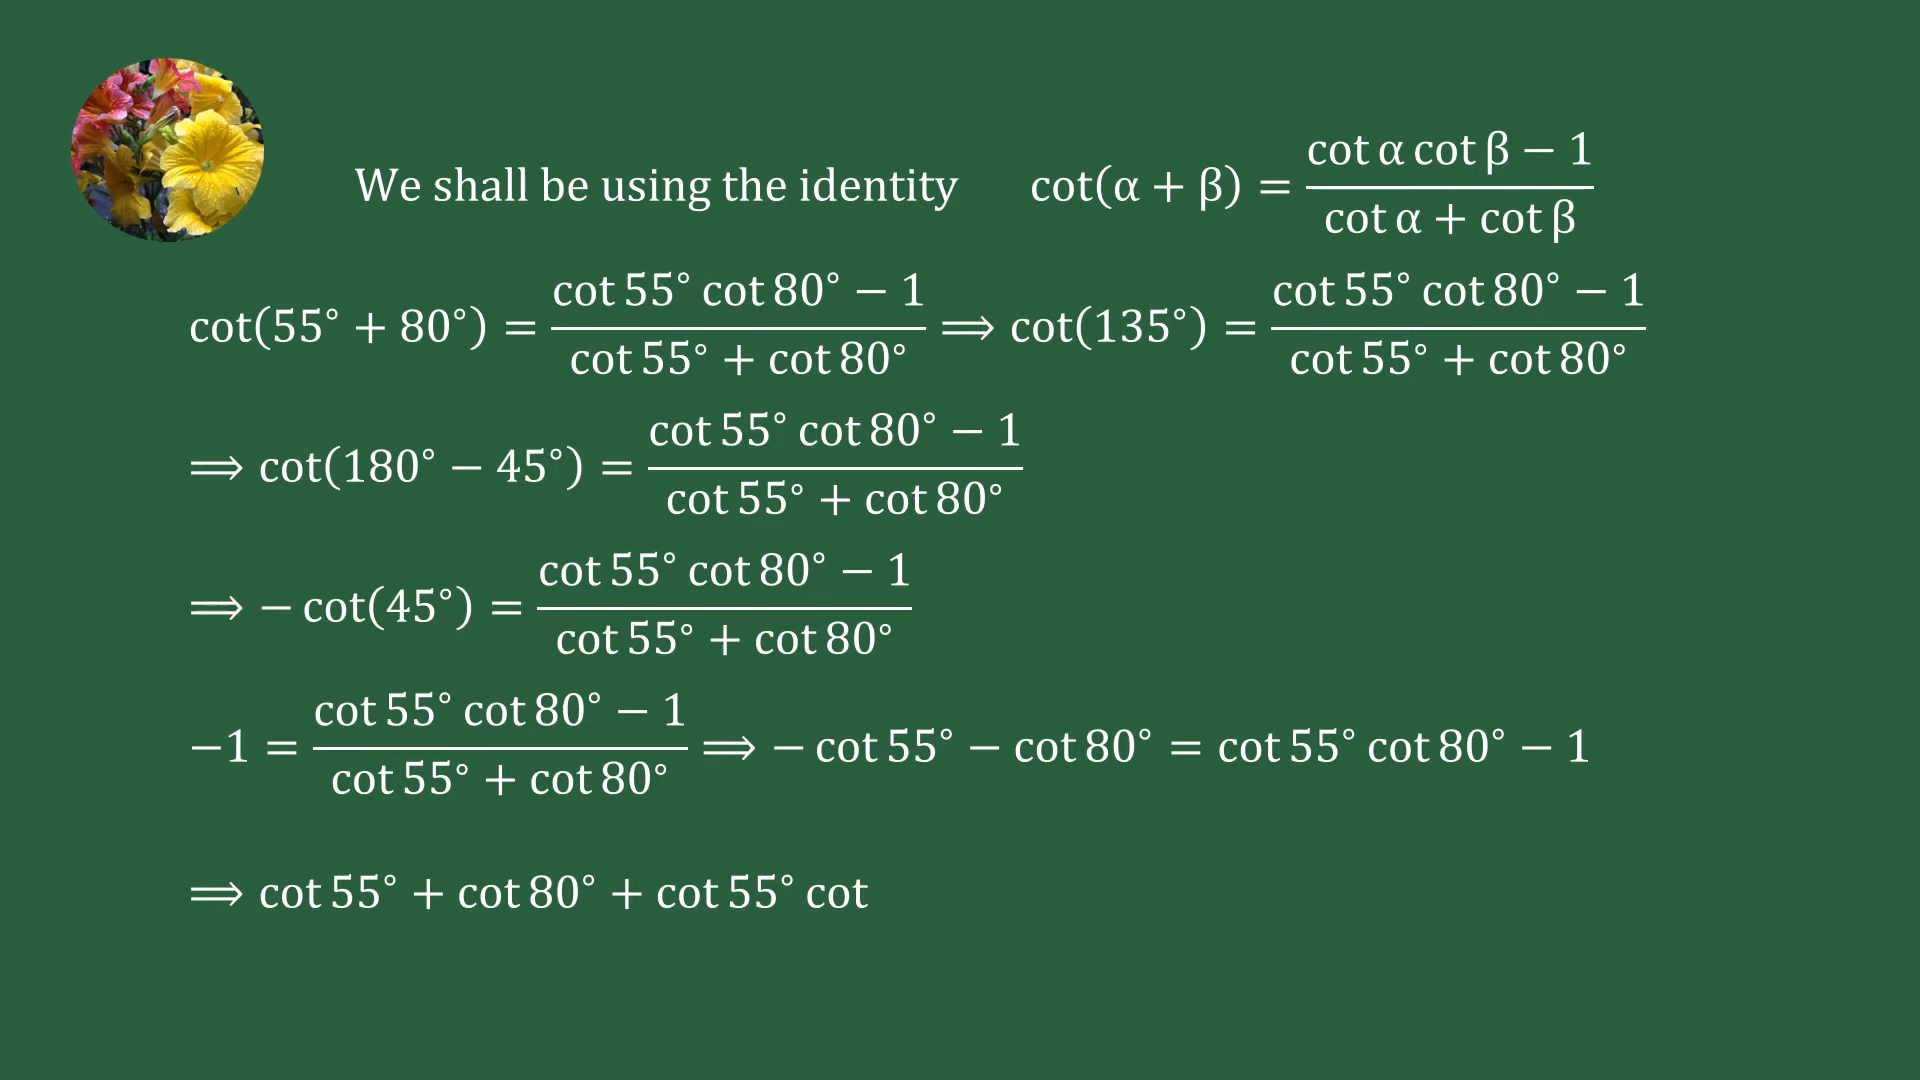 We shall be using the identity cot(α + β) = (cot α cot β − 1)/(cot α + cot β)
cot(55° + 80°) = (cot 55° cot 80° − 1)/(cot 55° + cot 80°) ⟹ cot(135°) = (cot 55° cot 80° − 1)/(cot 55° + cot 80°)
⟹ cot(180° − 45°) = (cot 55° cot 80° − 1)/(cot 55° + cot 80°)
⟹ − cot(45°) = (cot 55° cot 80° − 1)/(cot 55° + cot 80°)
−1 = (cot 55° cot 80° − 1)/(cot 55° + cot 80°) ⟹ − cot 55° − cot 80° = cot 55° cot 80° − 1
⟹ cot 55° + cot 80° + cot 55° cot